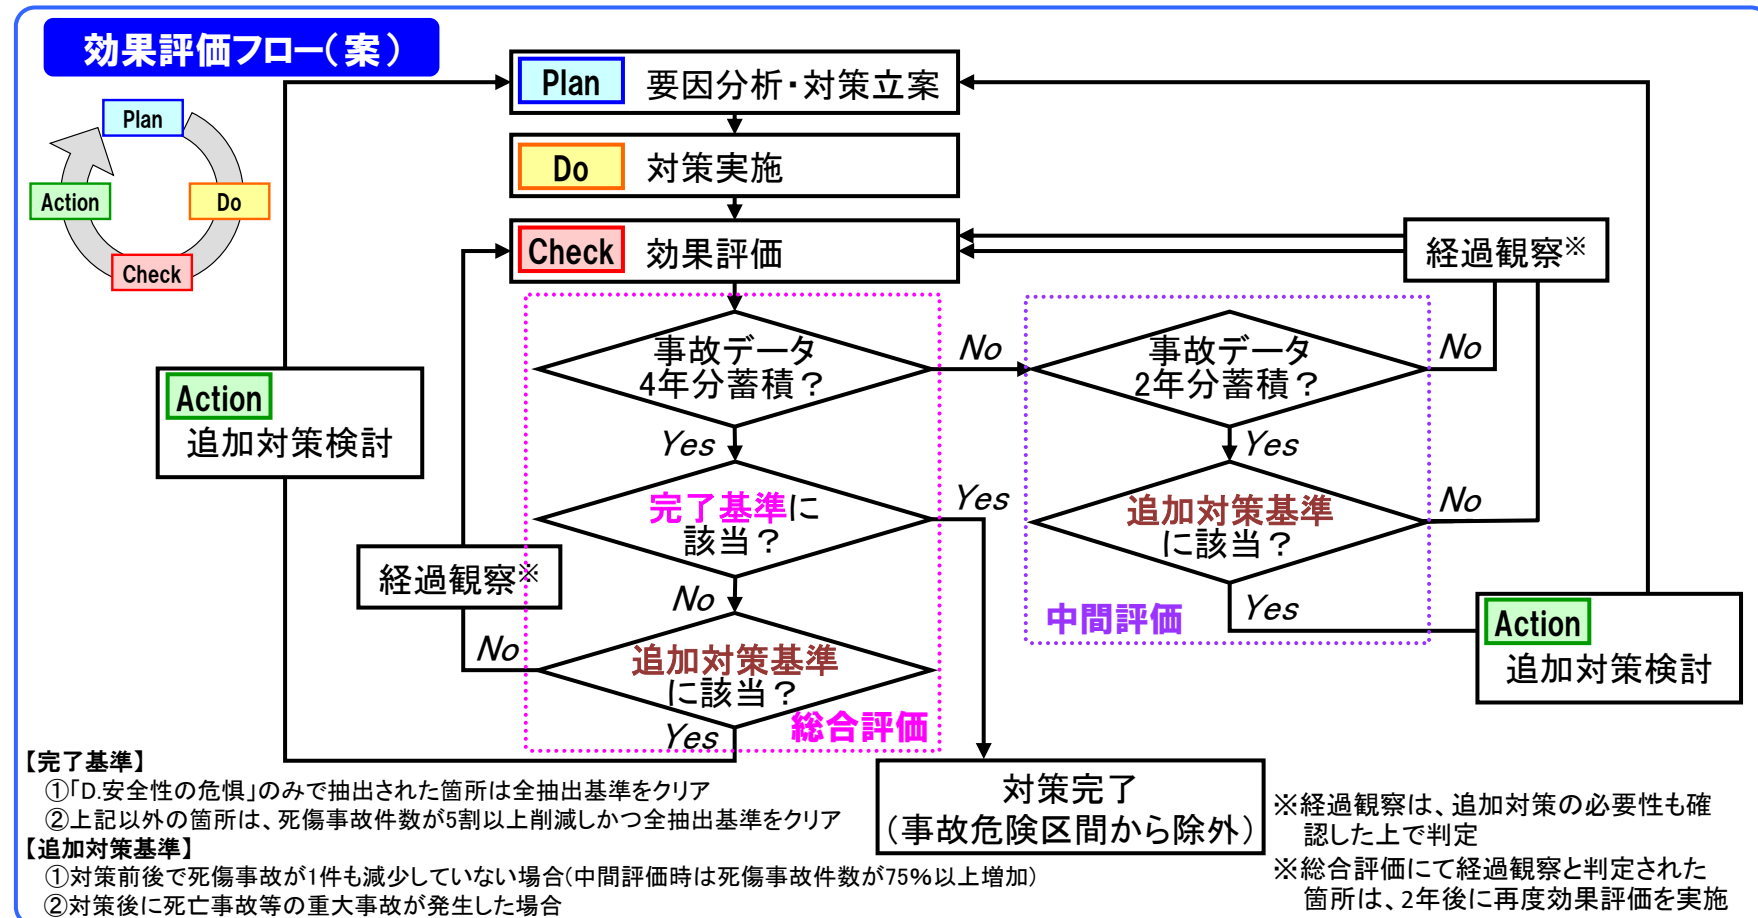 効果評価フロー(案)
Plan
Do
Check
Action
Plan 要因分析・対策立案
Do 対策実施
Check 効果評価
経過観察※
事故データ
4年分蓄積？
No
事故データ
2年分蓄積？
No
Action
追加対策検討
Yes
Yes
完了基準に
該当？
Yes
追加対策基準
に該当？
No
経過観察※
No
Yes
中間評価
Action
追加対策検討
No
追加対策基準
に該当？
総合評価
Yes
対策完了
(事故危険区間から除外)
【完了基準】
①「D.安全性の危惧」のみで抽出された箇所は全抽出基準をクリア
②上記以外の箇所は、死傷事故件数が5割以上削減しかつ全抽出基準をクリア
【追加対策基準】
①対策前後で死傷事故が1件も減少していない場合(中間評価時は死傷事故件数が75%以上増加)
②対策後に死亡事故等の重大事故が発生した場合
※経過観察は、追加対策の必要性も確
認した上で判定
※総合評価にて経過観察と判定された
箇所は、2年後に再度効果評価を実施